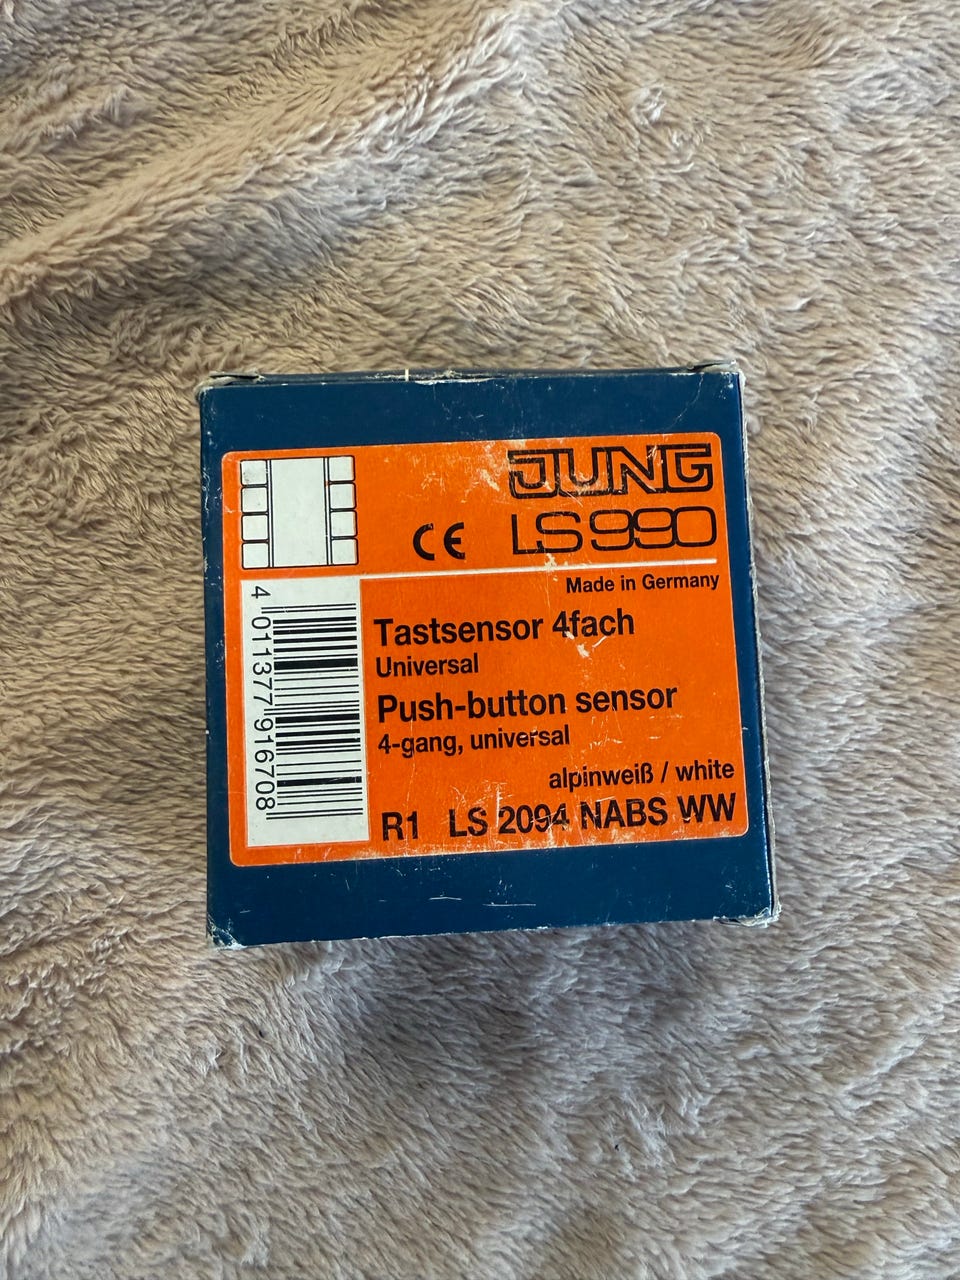 JUNG
CE LS 990
Made in Germany
4 011377 916708
Tastsensor 4fach
Universal
Push-button sensor
4-gang, universal
alpinweiß / white
R1 LS 2094 NABS WW